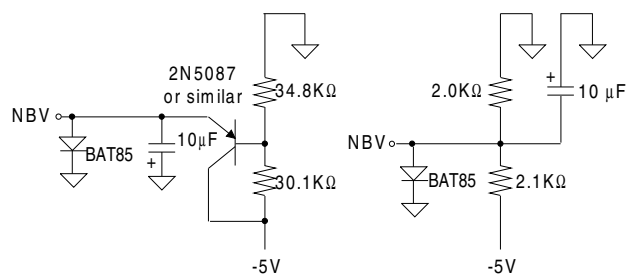 2N5087
or similar
34.8KΩ
NBV
10μF
+
BAT85
30.1KΩ
-5V
2.0KΩ
+
10 μF
NBV
BAT85
2.1KΩ
-5V